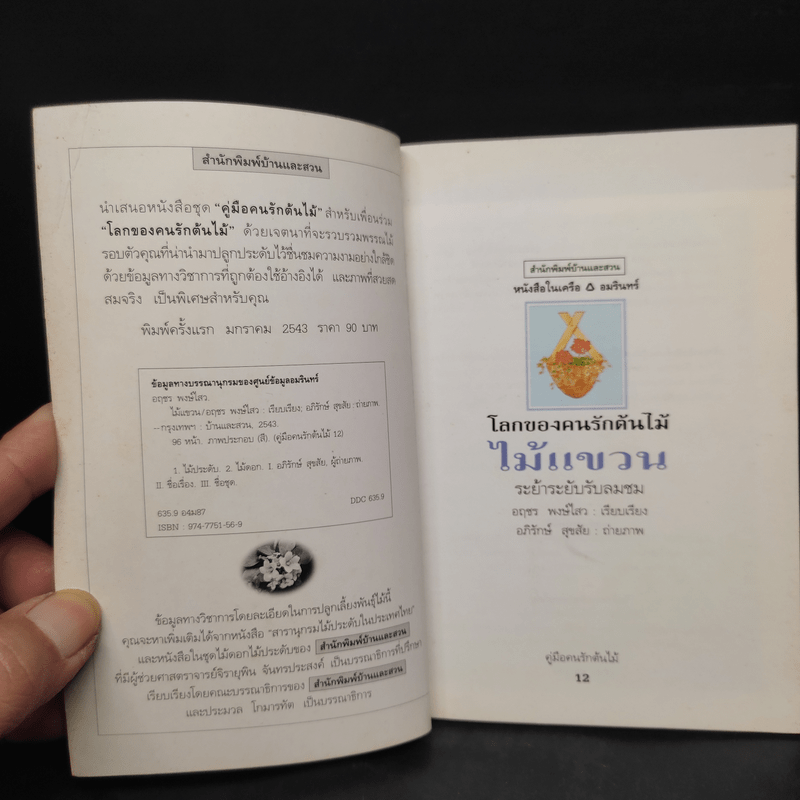 สำนักพิมพ์บ้านและสวน
นำเสนอหนังสือชุด “คู่มือคนรักต้นไม้” สำหรับเพื่อนร่วม
“โลกของคนรักต้นไม้” ด้วยเจตนาที่จะรวบรวมพรรณไม้
รอบตัวคุณที่น่านำมาปลูกประดับไว้ชื่นชมความงามอย่างใกล้ชิด
ด้วยข้อมูลทางวิชาการที่ถูกต้องใช้อ้างอิงได้ และภาพที่สวยสด
สมจริง เป็นพิเศษสำหรับคุณ
พิมพ์ครั้งแรก มกราคม 2543 ราคา 90 บาท
ข้อมูลทางบรรณานุกรมของศูนย์ข้อมูลอมรินทร์
อฤชร พงษ์ไสว.
ไม้แขวน/อฤชร พงษ์ไสว : เรียบเรียง; อภิรักษ์ สุขสัย : ถ่ายภาพ
—กรุงเทพฯ : บ้านและสวน, 2543.
96 หน้า. ภาพประกอบ (สี). (คู่มือคนรักต้นไม้ 12)
1. ไม้ประดับ. 2. ไม้ดอก. I. อภิรักษ์ สุขสัย, ผู้ถ่ายภาพ.
II. ชื่อเรื่อง. III. ชื่อชุด.
DDC 635.9
635.9 อ4ม87
ISBN : 974-7751-56-9
ข้อมูลทางวิชาการโดยละเอียดในการปลูกเลี้ยงพันธุ์ไม้นี้
คุณจะหาเพิ่มเติมได้จากหนังสือ “สารานุกรมไม้ประดับในประเทศไทย”
และหนังสือในชุดไม้ดอกไม้ประดับของ สำนักพิมพ์บ้านและสวน
ที่มีผู้ช่วยศาสตราจารย์จิรายุพิน จันทรประสงค์ เป็นบรรณาธิการที่ปรึกษา
เรียบเรียงโดยคณะบรรณาธิการของ สำนักพิมพ์บ้านและสวน
และประมวล โกมารทัต เป็นบรรณาธิการ
สำนักพิมพ์บ้านและสวน
หนังสือในเครือ อมรินทร์
โลกของคนรักต้นไม้
ไม้แขวน
ระย้าระยับรับลมชม
อฤชร พงษ์ไสว : เรียบเรียง
อภิรักษ์ สุขสัย : ถ่ายภาพ
คู่มือคนรักต้นไม้
12